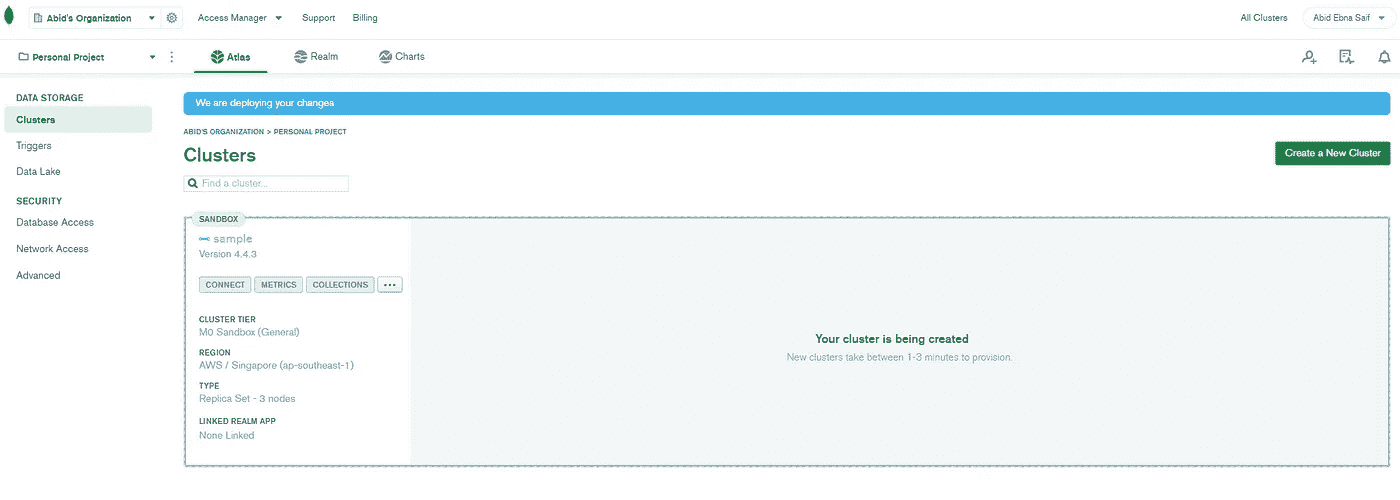 Abid's Organization Access Manager Support Billing All Clusters Abid Ebna Saif
Personal Project Atlas Realm Charts
DATA STORAGE
Clusters
Triggers
Data Lake
SECURITY
Database Access
Network Access
Advanced
We are deploying your changes
ABID'S ORGANIZATION > PERSONAL PROJECT
Clusters
Create a New Cluster
Find a cluster...
SANDBOX
sample
Version 4.4.3
CONNECT METRICS COLLECTIONS ...
CLUSTER TIER
M0 Sandbox (General)
REGION
AWS / Singapore (ap-southeast-1)
TYPE
Replica Set - 3 nodes
LINKED REALM APP
None Linked
Your cluster is being created
New clusters take between 1-3 minutes to provision.